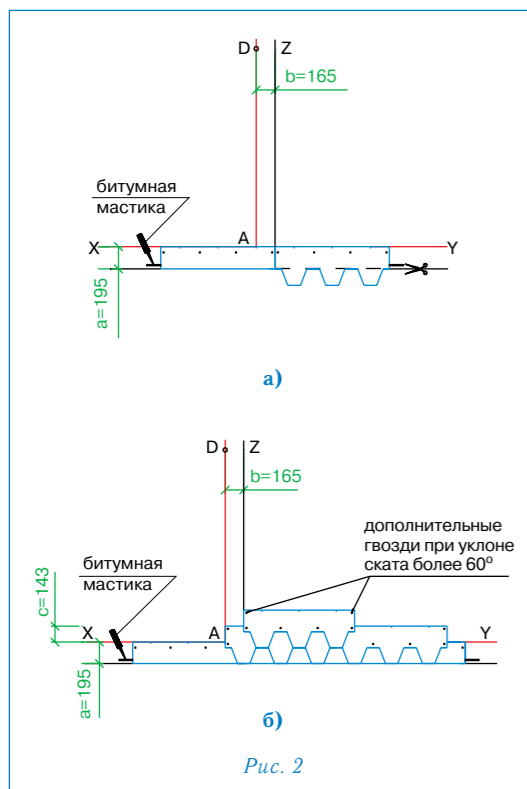 D Z
b=165
битумная
мастика
X A Y
a=195
а)
D Z
b=165
дополнительные
гвозди при уклоне
ската более 60°
битумная
мастика
c=143
X A Y
a=195
б)
Рис. 2